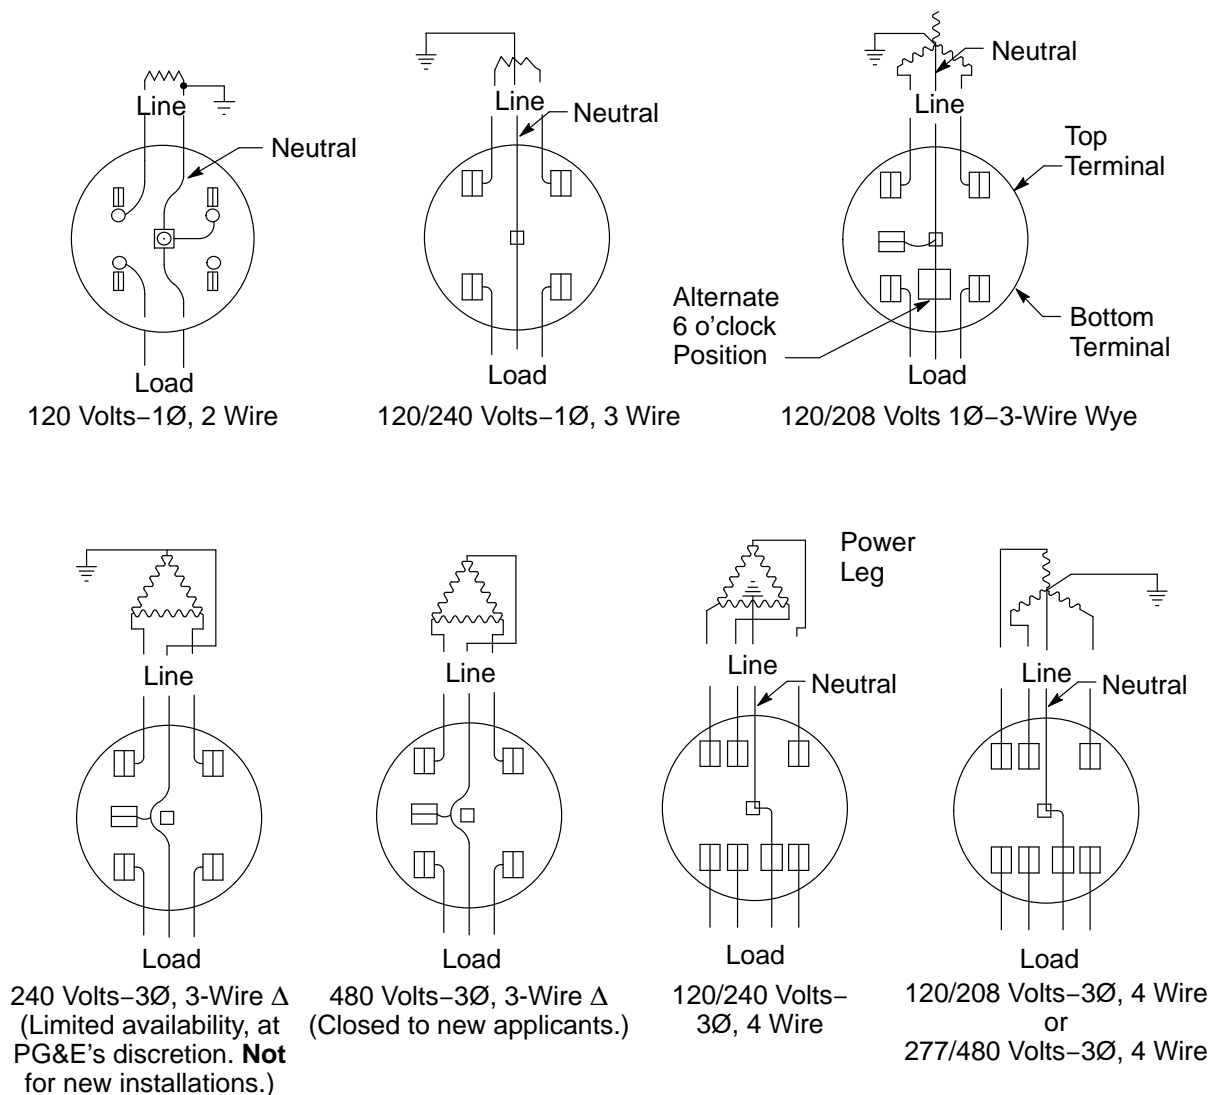 Line
Neutral
Load
120 Volts–1Ø, 2 Wire
Line
Neutral
Load
120/240 Volts–1Ø, 3 Wire
Neutral
Line
Top
Terminal
Alternate
6 o’clock
Position
Bottom
Terminal
Load
120/208 Volts 1Ø–3-Wire Wye
Line
Load
240 Volts–3Ø, 3-Wire Δ
(Limited availability, at
PG&E’s discretion. Not
for new installations.)
Line
Load
480 Volts–3Ø, 3-Wire Δ
(Closed to new applicants.)
Power
Leg
Line
Neutral
Load
120/240 Volts–
3Ø, 4 Wire
Line
Neutral
Load
120/208 Volts–3Ø, 4 Wire
or
277/480 Volts–3Ø, 4 Wire